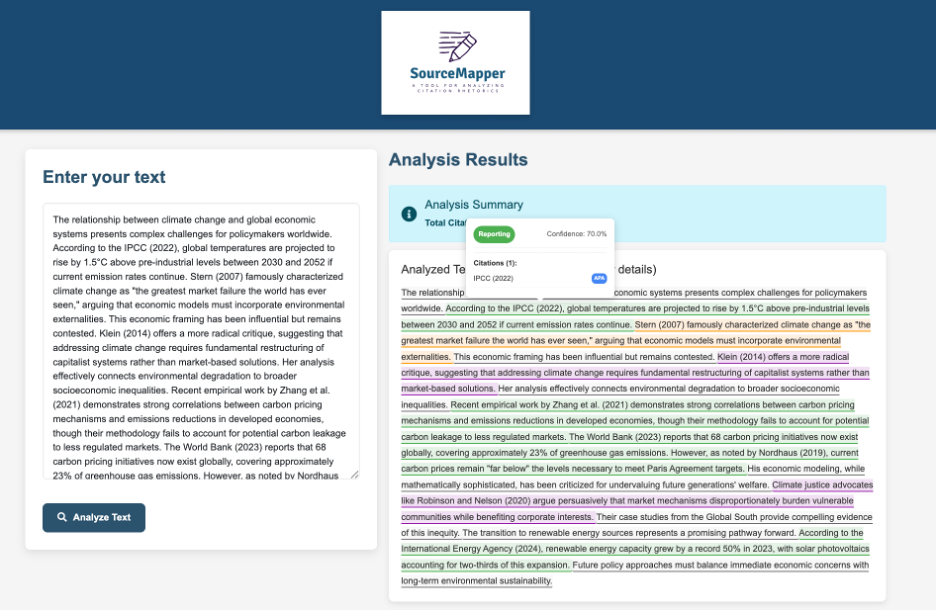 SourceMapper
A TOOL FOR ANALYZING
CITATION RHETORICS
Enter your text
The relationship between climate change and global economic
systems presents complex challenges for policymakers worldwide.
According to the IPCC (2022), global temperatures are projected to
rise by 1.5°C above pre-industrial levels between 2030 and 2052 if
current emission rates continue. Stern (2007) famously characterized
climate change as "the greatest market failure the world has ever
seen," arguing that economic models must incorporate environmental
externalities. This economic framing has been influential but remains
contested. Klein (2014) offers a more radical critique, suggesting that
addressing climate change requires fundamental restructuring of
capitalist systems rather than market-based solutions. Her analysis
effectively connects environmental degradation to broader
socioeconomic inequalities. Recent empirical work by Zhang et al.
(2021) demonstrates strong correlations between carbon pricing
mechanisms and emissions reductions in developed economies,
though their methodology fails to account for potential carbon leakage
to less regulated markets. The World Bank (2023) reports that 68
carbon pricing initiatives now exist globally, covering approximately
23% of greenhouse gas emissions. However, as noted by Nordhaus
Analyze Text
Analysis Results
Analysis Summary
Total Cita
Reporting
Confidence: 70.0%
Citations (1):
IPCC (2022)
APA
Analyzed Te
details)
The relationship
conomic systems presents complex challenges for policymakers
worldwide. According to the IPCC (2022), global temperatures are projected to rise by 1.5°C above pre-industrial levels
between 2030 and 2052 if current emission rates continue. Stern (2007) famously characterized climate change as "the
greatest market failure the world has ever seen," arguing that economic models must incorporate environmental
externalities. This economic framing has been influential but remains contested. Klein (2014) offers a more radical
critique, suggesting that addressing climate change requires fundamental restructuring of capitalist systems rather than
market-based solutions. Her analysis effectively connects environmental degradation to broader socioeconomic
inequalities. Recent empirical work by Zhang et al. (2021) demonstrates strong correlations between carbon pricing
mechanisms and emissions reductions in developed economies, though their methodology fails to account for potential
carbon leakage to less regulated markets. The World Bank (2023) reports that 68 carbon pricing initiatives now exist
globally, covering approximately 23% of greenhouse gas emissions. However, as noted by Nordhaus (2019), current
carbon prices remain "far below" the levels necessary to meet Paris Agreement targets. His economic modeling, while
mathematically sophisticated, has been criticized for undervaluing future generations' welfare. Climate justice advocates
like Robinson and Nelson (2020) argue persuasively that market mechanisms disproportionately burden vulnerable
communities while benefiting corporate interests. Their case studies from the Global South provide compelling evidence
of this inequity. The transition to renewable energy sources represents a promising pathway forward. According to the
International Energy Agency (2024), renewable energy capacity grew by a record 50% in 2023, with solar photovoltaics
accounting for two-thirds of this expansion. Future policy approaches must balance immediate economic concerns with
long-term environmental sustainability.